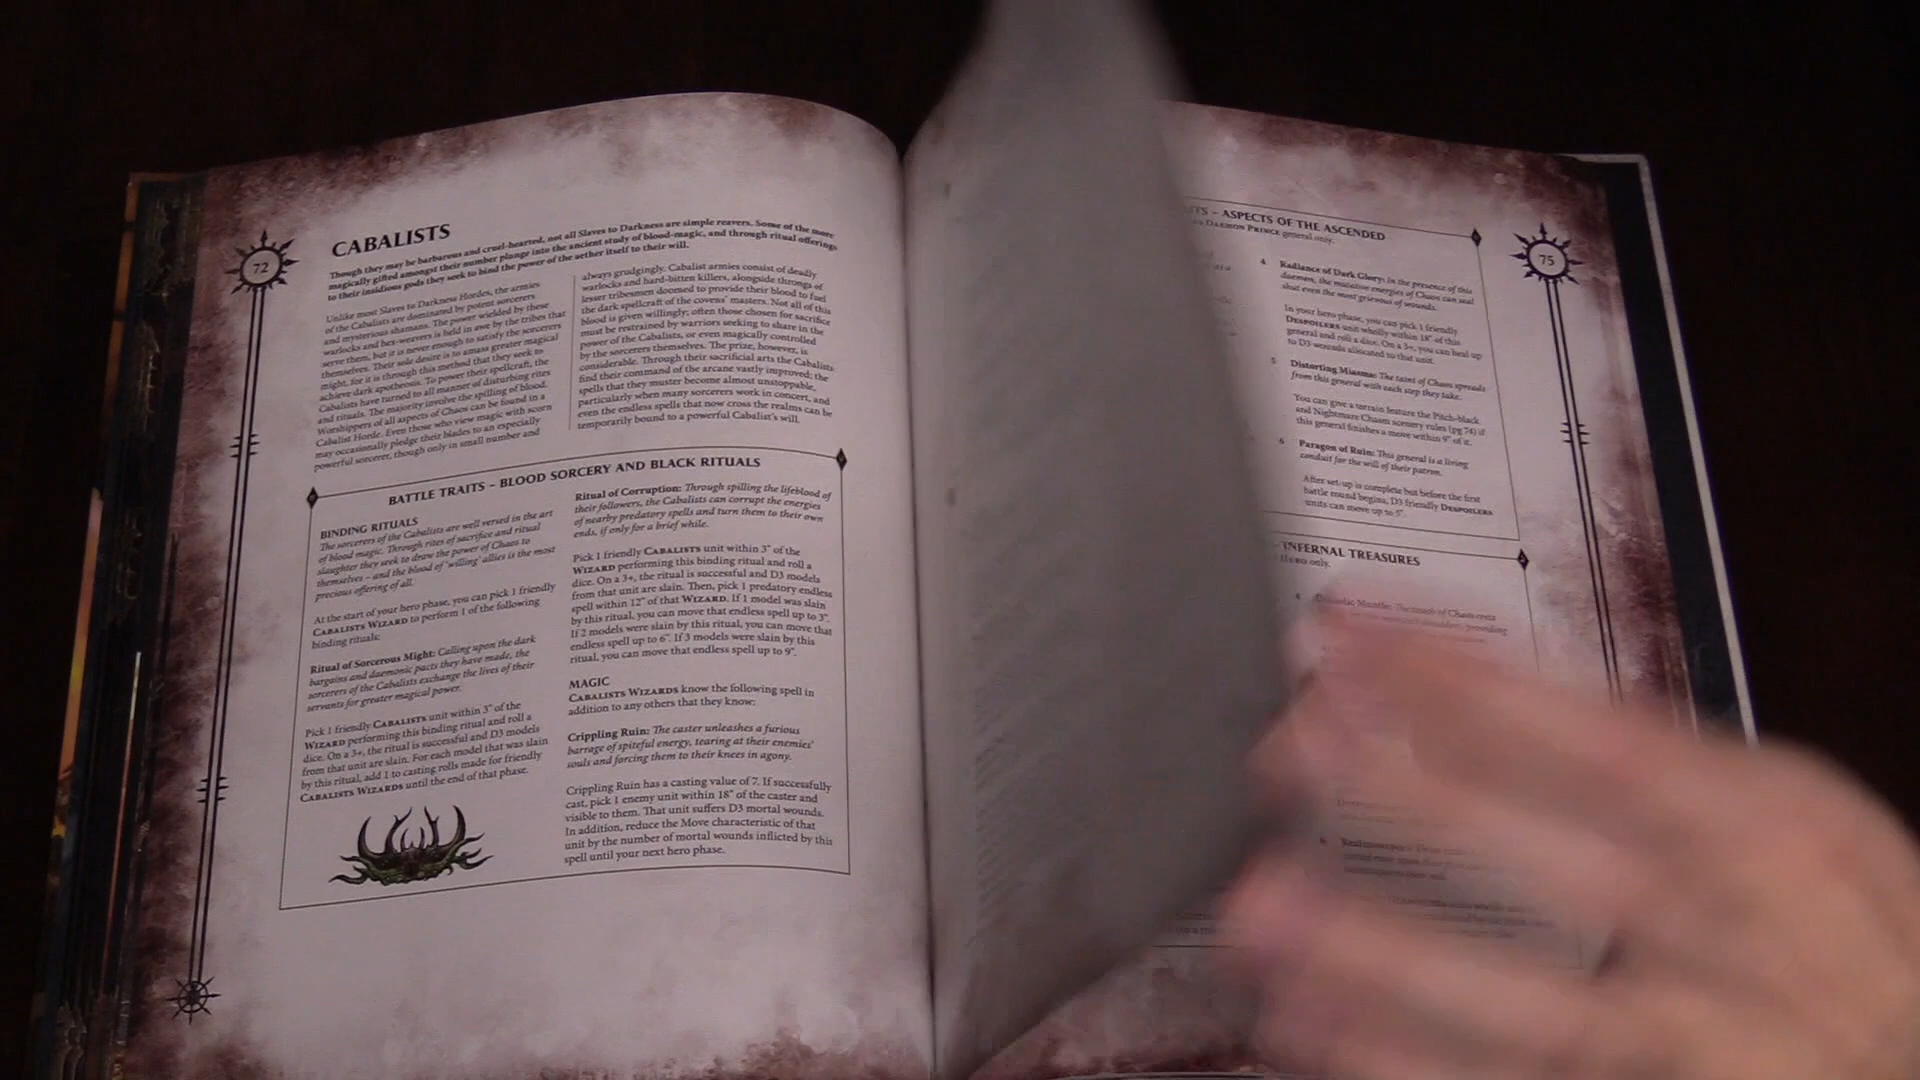 72
CABALISTS
Though they may be barbarous and cruel-hearted, not all Slaves to Darkness are simple reavers. Some of the more
magically gifted amongst their number plunge into the ancient study of blood-magic, and through ritual offerings
to their insidious gods they seek to bind the power of the aether itself to their will.
Unlike most Slaves to Darkness Hordes, the armies
of the Cabalists are dominated by potent sorcerers
and mysterious shamans. The power wielded by these
warlocks and hex-weavers is held in awe by the tribes that
serve them, but it is never enough to satisfy the sorcerers
themselves. Their sole desire is to amass greater magical
might, for it is through this method that they seek to
achieve dark apotheosis. To power their spellcraft, the
Cabalists have turned to all manner of disturbing rites
and rituals. The majority involve the spilling of blood.
Worshippers of all aspects of Chaos can be found in a
Cabalist Horde. Even those who view magic with scorn
may occasionally pledge their blades to an especially
powerful sorcerer, though only in small number and
always grudgingly. Cabalist armies consist of deadly
warlocks and hard-bitten killers, alongside throngs of
lesser tribesmen doomed to provide their blood to fuel
the dark spellcraft of the covens' masters. Not all of this
blood is given willingly; often those chosen for sacrifice
must be restrained by warriors seeking to share in the
power of the Cabalists, or even magically controlled
by the sorcerers themselves. The prize, however, is
considerable. Through their sacrificial arts the Cabalists
find their command of the arcane vastly improved; the
spells that they muster become almost unstoppable,
particularly when many sorcerers work in concert, and
even the endless spells that now cross the realms can be
temporarily bound to a powerful Cabalist's will.
BATTLE TRAITS – BLOOD SORCERY AND BLACK RITUALS
BINDING RITUALS
The sorcerers of the Cabalists are well versed in the art
of blood magic. Through rites of sacrifice and ritual
slaughter they seek to draw the power of Chaos to
themselves – and the blood of 'willing' allies is the most
precious offering of all.
At the start of your hero phase, you can pick 1 friendly
CABALISTS WIZARD to perform 1 of the following
binding rituals:
Ritual of Sorcerous Might: Calling upon the dark
bargains and daemonic pacts they have made, the
sorcerers of the Cabalists exchange the lives of their
servants for greater magical power.
Pick 1 friendly CABALISTS unit within 3" of the
WIZARD performing this binding ritual and roll a
dice. On a 3+, the ritual is successful and D3 models
from that unit are slain. For each model that was slain
by this ritual, add 1 to casting rolls made for friendly
CABALISTS WIZARDS until the end of that phase.
Ritual of Corruption: Through spilling the lifeblood of
their followers, the Cabalists can corrupt the energies
of nearby predatory spells and turn them to their own
ends, if only for a brief while.
Pick 1 friendly CABALISTS unit within 3" of the
WIZARD performing this binding ritual and roll a
dice. On a 3+, the ritual is successful and D3 models
from that unit are slain. Then, pick 1 predatory endless
spell within 12" of that WIZARD. If 1 model was slain
by this ritual, you can move that endless spell up to 3".
If 2 models were slain by this ritual, you can move that
endless spell up to 6". If 3 models were slain by this
ritual, you can move that endless spell up to 9".
MAGIC
CABALISTS WIZARDS know the following spell in
addition to any others that they know:
Crippling Ruin: The caster unleashes a furious
barrage of spiteful energy, tearing at their enemies'
souls and forcing them to their knees in agony.
Crippling Ruin has a casting value of 7. If successfully
cast, pick 1 enemy unit within 18" of the caster and
visible to them. That unit suffers D3 mortal wounds.
In addition, reduce the Move characteristic of that
unit by the number of mortal wounds inflicted by this
spell until your next hero phase.
75
– ASPECTS OF THE ASCENDED
DAEMON PRINCE general only.
4 Radiance of Dark Glory: In the presence of this
daemon, the mutative energies of Chaos can seal
shut even the most grievous of wounds.
In your hero phase, you can pick 1 friendly
DESPOILERS unit wholly within 18" of this
general and roll a dice. On a 3+, you can heal up
to D3 wounds allocated to that unit.
5 Distorting Miasma: The taint of Chaos spreads
from this general with each step they take.
You can give a terrain feature the Pitch-black
and Nightmare Chasm scenery rules (pg 74) if
this general finishes a move within 9" of it.
6 Paragon of Ruin: This general is a living
conduit for the will of their patron.
After set-up is complete but before the first
battle round begins, D3 friendly DESPOILERS
units can move up to 5".
– INFERNAL TREASURES
HERO only.
Mantle: The touch of Chaos